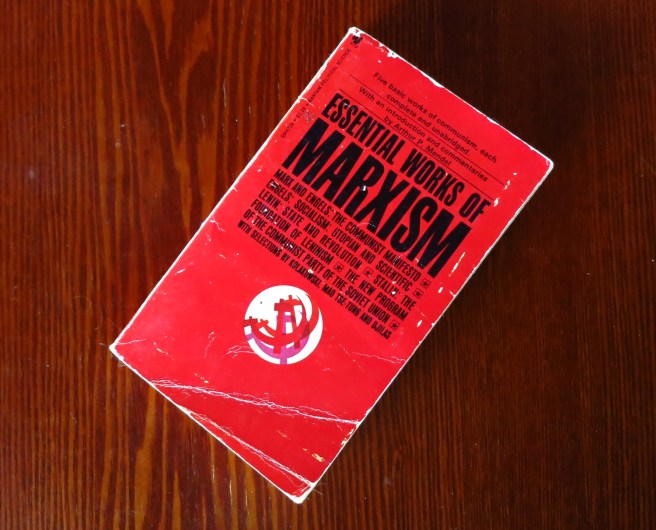 Five basic works of communism, each
complete and unabridged.
With an introduction and commentaries
by Arthur P. Mendel
ESSENTIAL WORKS OF
MARXISM
MARX AND ENGELS: THE COMMUNIST MANIFESTO
ENGELS: SOCIALISM: UTOPIAN AND SCIENTIFIC
LENIN: STATE AND REVOLUTION STALIN: THE
FOUNDATION OF LENINISM THE NEW PROGRAM
OF THE COMMUNIST PARTY OF THE SOVIET UNION
WITH SELECTIONS BY KOLAKOWSKI, MAO TSE-TUNG AND DJILAS